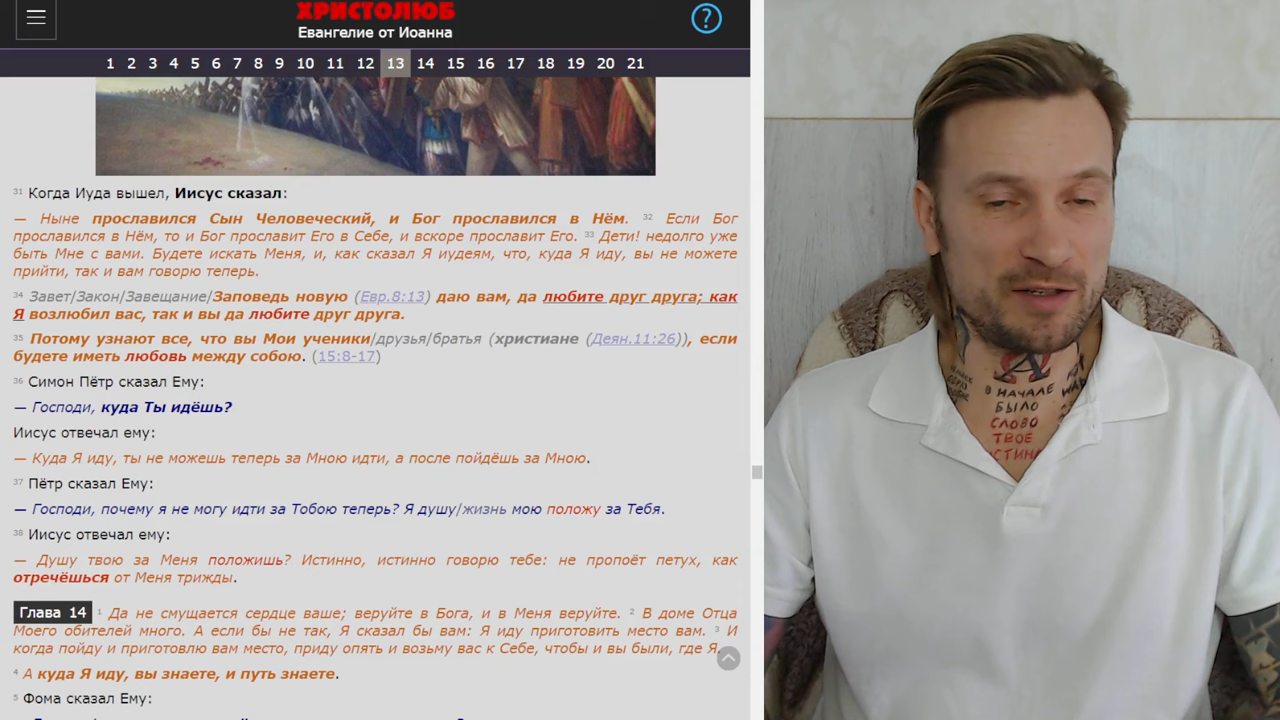 ХРИСТОЛЮБ
Евангелие от Иоанна
1 2 3 4 5 6 7 8 9 10 11 12 13 14 15 16 17 18 19 20 21
31 Когда Иуда вышел, Иисус сказал:
— Ныне прославился Сын Человеческий, и Бог прославился в Нём. 32 Если Бог
прославился в Нём, то и Бог прославит Его в Себе, и вскоре прославит Его. 33 Дети! недолго уже
быть Мне с вами. Будете искать Меня, и, как сказал Я иудеям, что, куда Я иду, вы не можете
прийти, так и вам говорю теперь.
34 Завет/Закон/Завещание/Заповедь новую (Евр.8:13) даю вам, да любите друг друга; как
Я возлюбил вас, так и вы да любите друг друга.
35 Потому узнают все, что вы Мои ученики/друзья/братья (христиане (Деян.11:26)), если
будете иметь любовь между собою. (15:8-17)
36 Симон Пётр сказал Ему:
— Господи, куда Ты идёшь?
Иисус отвечал ему:
— Куда Я иду, ты не можешь теперь за Мною идти, а после пойдёшь за Мною.
37 Пётр сказал Ему:
— Господи, почему я не могу идти за Тобою теперь? Я душу/жизнь мою положу за Тебя.
38 Иисус отвечал ему:
— Душу твою за Меня положишь? Истинно, истинно говорю тебе: не пропоёт петух, как
отречёшься от Меня трижды.
Глава 14 1 Да не смущается сердце ваше; веруйте в Бога, и в Меня веруйте. 2 В доме Отца
Моего обителей много. А если бы не так, Я сказал бы вам: Я иду приготовить место вам. 3 И
когда пойду и приготовлю вам место, приду опять и возьму вас к Себе, чтобы и вы были, где Я.
4 А куда Я иду, вы знаете, и путь знаете.
5 Фома сказал Ему:
В НАЧАЛЕ
БЫЛО
СЛОВО
ТВОЕ